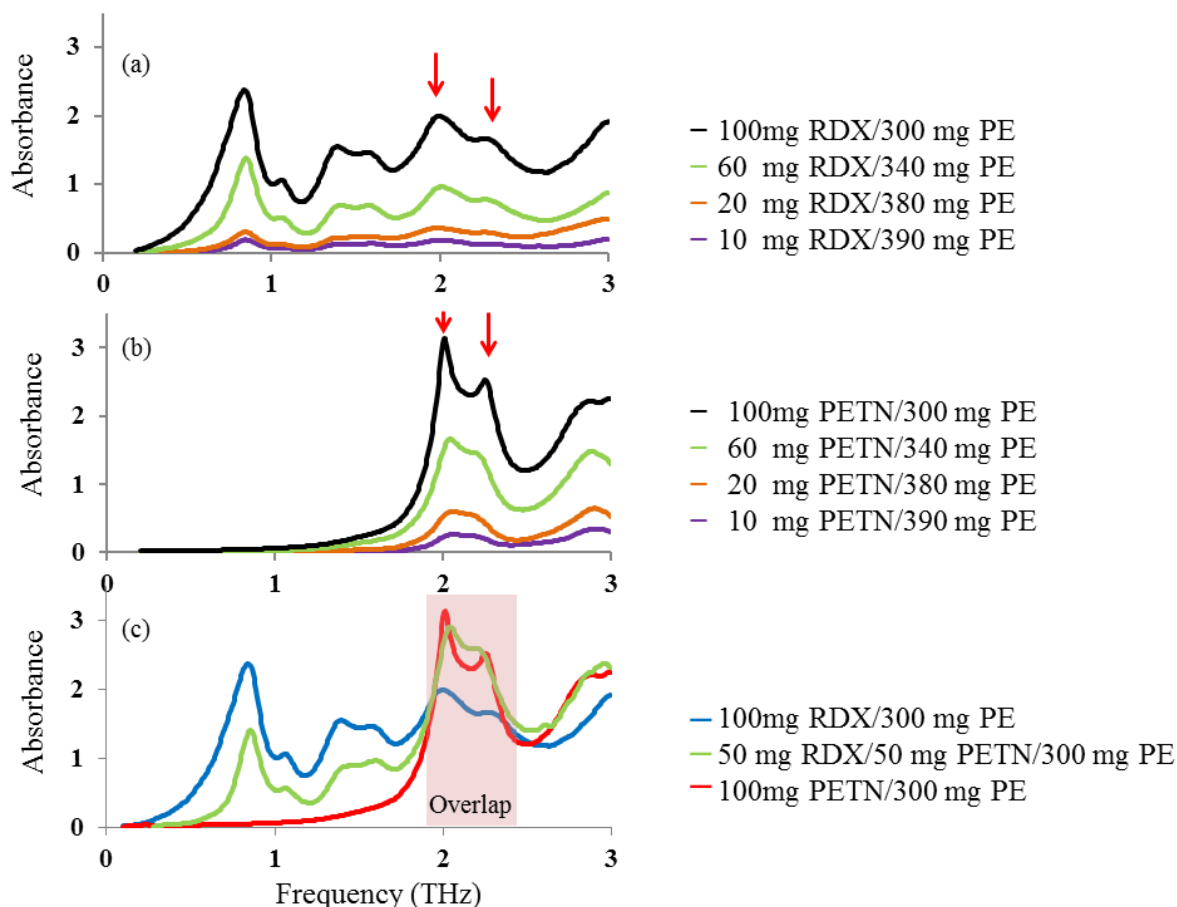 3
2
1
0
Absorbance
(a)
0
1
2
3
100mg RDX/300 mg PE
60 mg RDX/340 mg PE
20 mg RDX/380 mg PE
10 mg RDX/390 mg PE
3
2
1
0
Absorbance
(b)
0
1
2
3
100mg PETN/300 mg PE
60 mg PETN/340 mg PE
20 mg PETN/380 mg PE
10 mg PETN/390 mg PE
3
2
1
0
Absorbance
(c)
Overlap
0
1
2
3
Frequency (THz)
100mg RDX/300 mg PE
50 mg RDX/50 mg PETN/300 mg PE
100mg PETN/300 mg PE